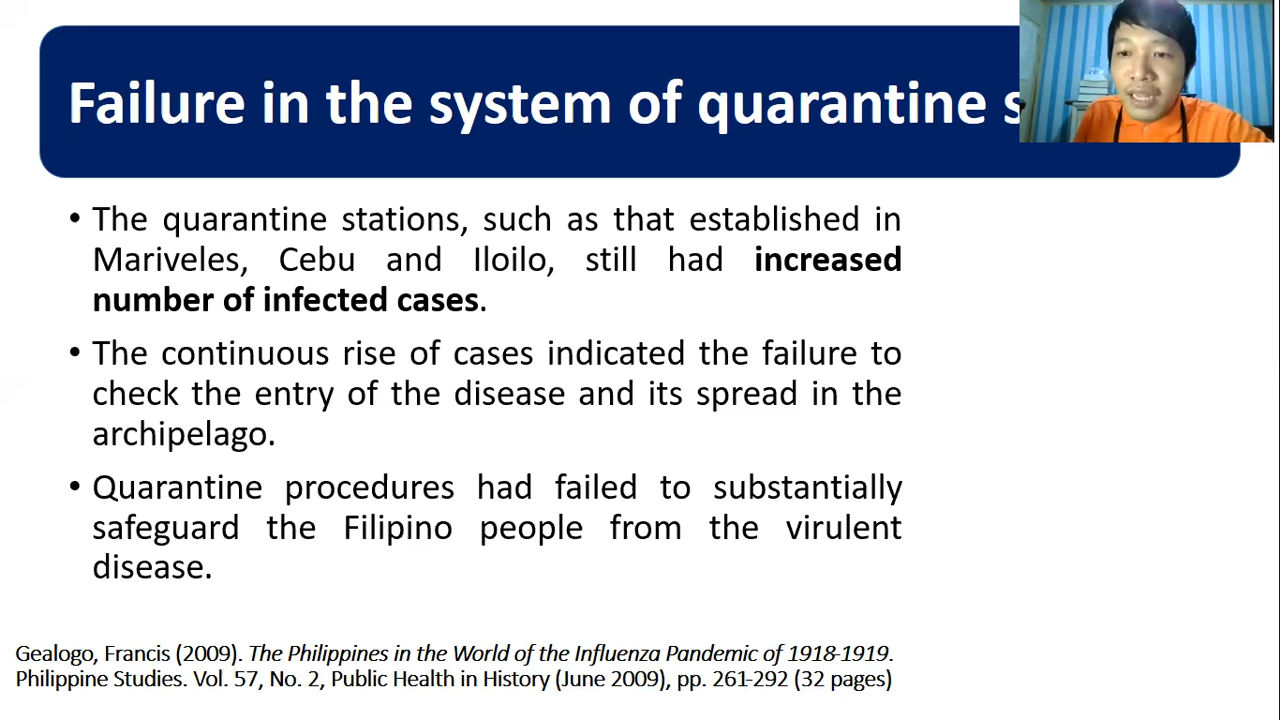 Failure in the system of quarantine
• The quarantine stations, such as that established in
Mariveles, Cebu and Iloilo, still had increased
number of infected cases.
• The continuous rise of cases indicated the failure to
check the entry of the disease and its spread in the
archipelago.
• Quarantine procedures had failed to substantially
safeguard the Filipino people from the virulent
disease.
Gealogo, Francis (2009). The Philippines in the World of the Influenza Pandemic of 1918-1919.
Philippine Studies. Vol. 57, No. 2, Public Health in History (June 2009), pp. 261-292 (32 pages)